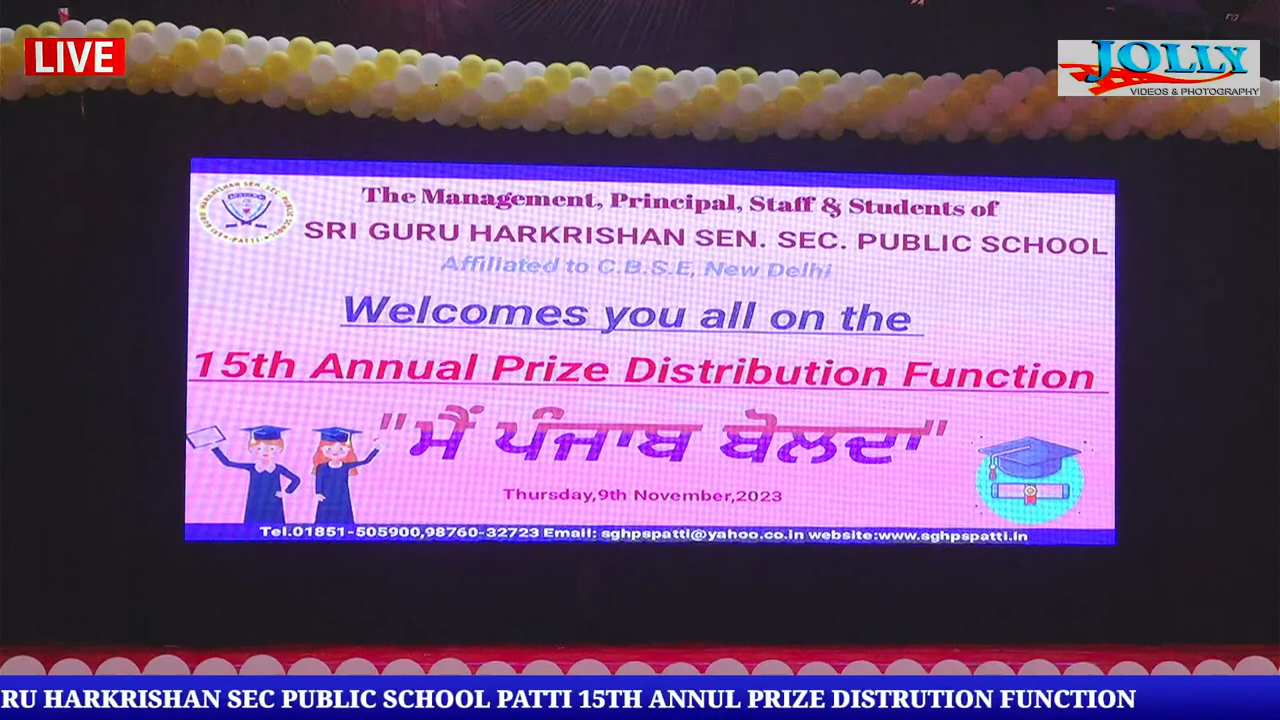 LIVE
JOLLY
VIDEOS & PHOTOGRAPHY
The Management, Principal, Staff & Students of
SRI GURU HARKRISHAN SEN. SEC. PUBLIC SCHOOL
Affiliated to C.B.S.E, New Delhi
Welcomes you all on the
15th Annual Prize Distribution Function
"ਮੈਂ ਪੰਜਾਬ ਬੋਲਦਾ"
Thursday,9th November,2023
Tel.01851-505900,98760-32723 Email: sghpspatti@yahoo.co.in website:www.sghpspatti.in
RU HARKRISHAN SEC PUBLIC SCHOOL PATTI 15TH ANNUL PRIZE DISTRUTION FUNCTION